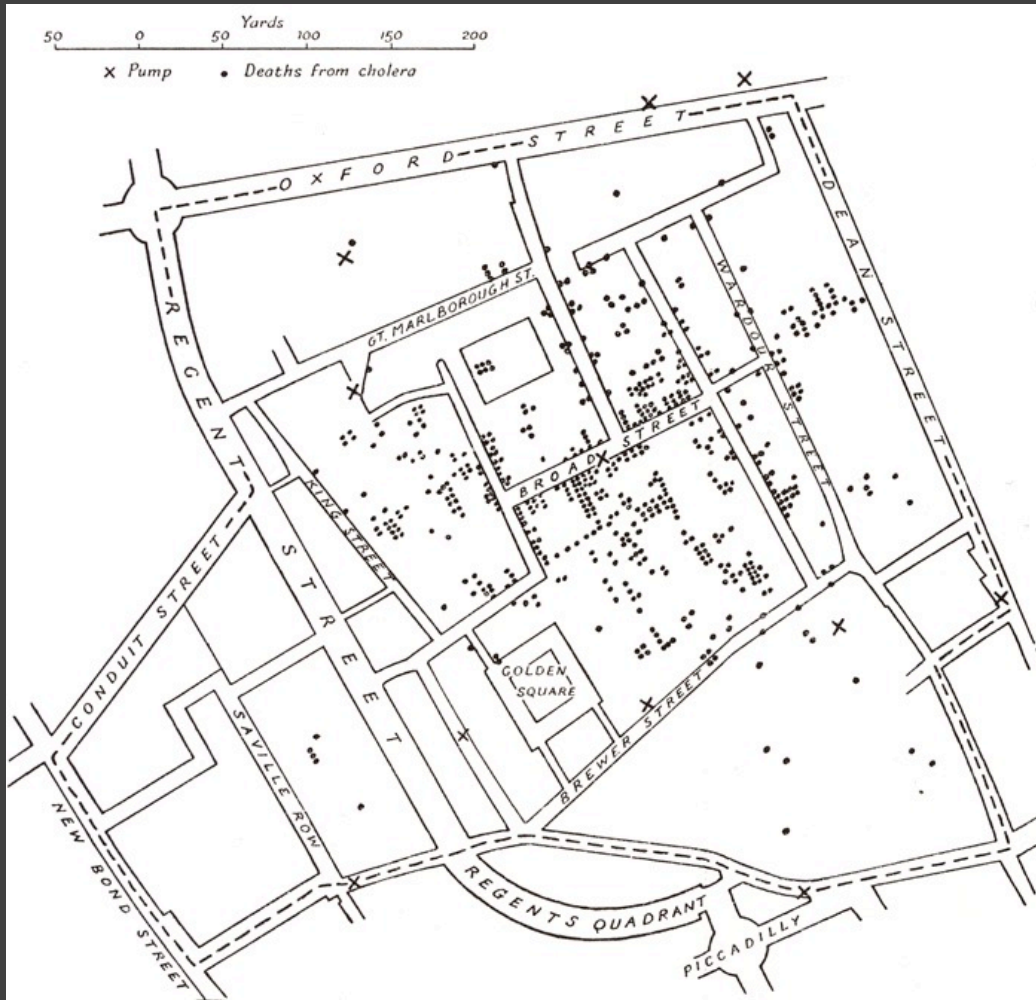 Yards
50 0 50 100 150 200
× Pump • Deaths from cholera
OXFORD STREET
REGENT STREET
GT. MARLBOROUGH ST.
WARDOUR STREET
DEAN STREET
BROAD STREET
KING STREET
CONDUIT STREET
GOLDEN
SQUARE
SAVILLE ROW
BREWER STREET
NEW BOND STREET
REGENTS QUADRANT
PICCADILLY